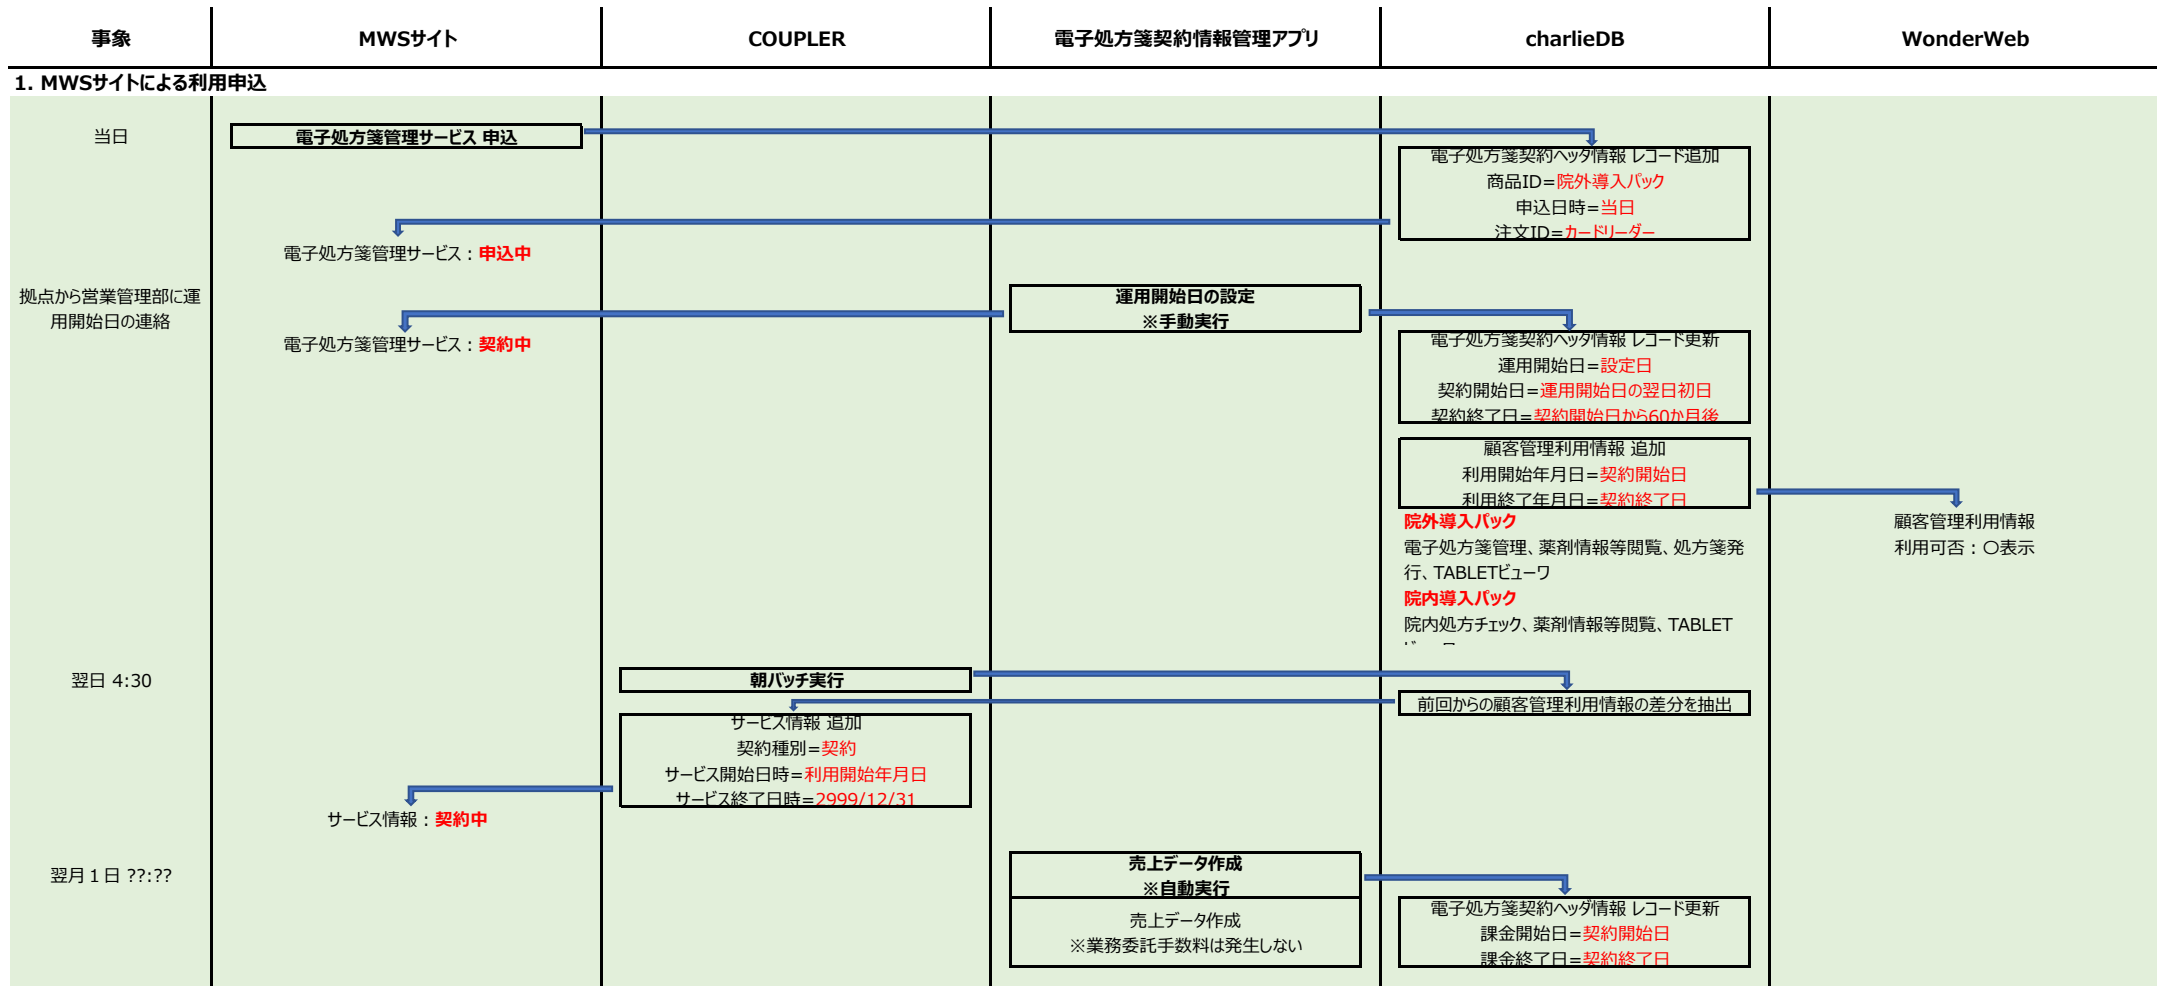 事象
MWSサイト
COUPLER
電子処方箋契約情報管理アプリ
charlieDB
WonderWeb
1. MWSサイトによる利用申込
当日
電子処方箋管理サービス 申込
電子処方箋契約ヘッダ情報 レコード追加
商品ID=院外導入パック
申込日時=当日
注文ID=カードリーダー
電子処方箋管理サービス：申込中
拠点から営業管理部に運
用開始日の連絡
運用開始日の設定
※手動実行
電子処方箋管理サービス：契約中
電子処方箋契約ヘッダ情報 レコード更新
運用開始日=設定日
契約開始日=運用開始日の翌日初日
契約終了日=契約開始日から60か月後
顧客管理利用情報 追加
利用開始年月日=契約開始日
利用終了年月日=契約終了日
顧客管理利用情報
利用可否：〇表示
院外導入パック
電子処方箋管理、薬剤情報等閲覧、処方箋発
行、TABLETビューワ
院内導入パック
院内処方チェック、薬剤情報等閲覧、TABLET
翌日 4:30
朝バッチ実行
前回からの顧客管理利用情報の差分を抽出
サービス情報 追加
契約種別=契約
サービス開始日時=利用開始年月日
サービス終了日時=2999/12/31
サービス情報：契約中
翌月１日 ??:??
売上データ作成
※自動実行
売上データ作成
※業務委託手数料は発生しない
電子処方箋契約ヘッダ情報 レコード更新
課金開始日=契約開始日
課金終了日=契約終了日